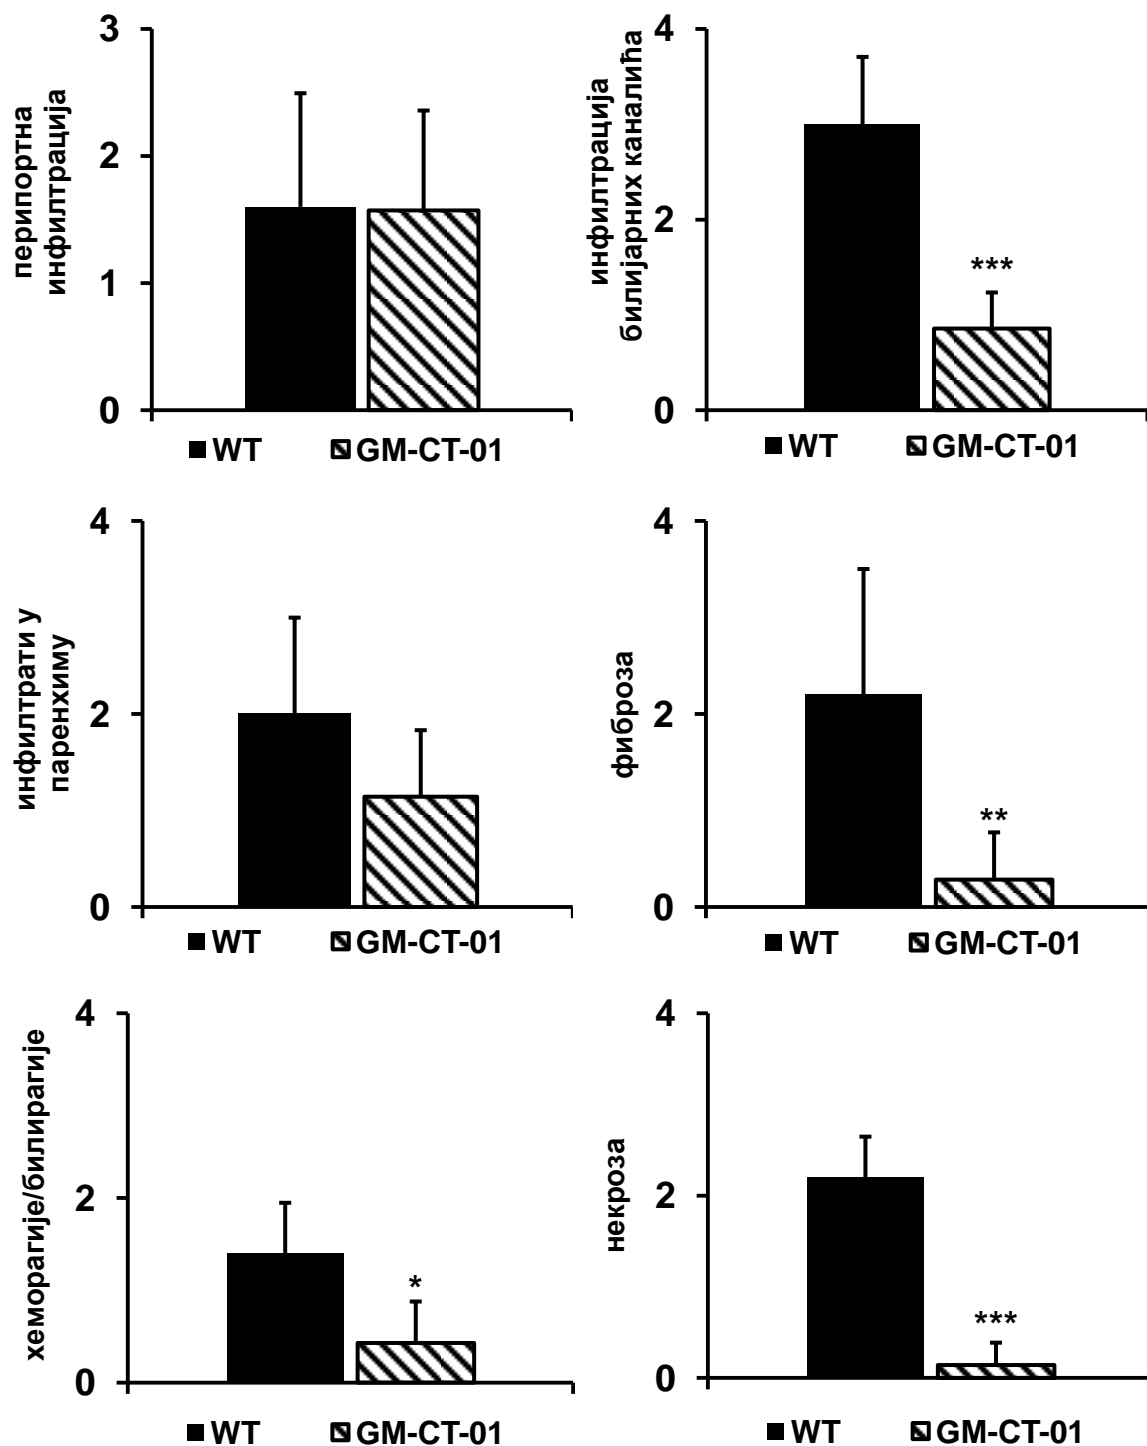 перипортна
инфилтрација
3
2
1
0
WT GM-CT-01
инфилтрација
билијарних каналића
4
2
0
***
WT GM-CT-01
инфилтрати у
паренхиму
4
2
0
WT GM-CT-01
фиброза
4
2
0
**
WT GM-CT-01
хеморагије/билирагије
4
2
0
*
WT GM-CT-01
некроза
4
2
0
***
WT GM-CT-01